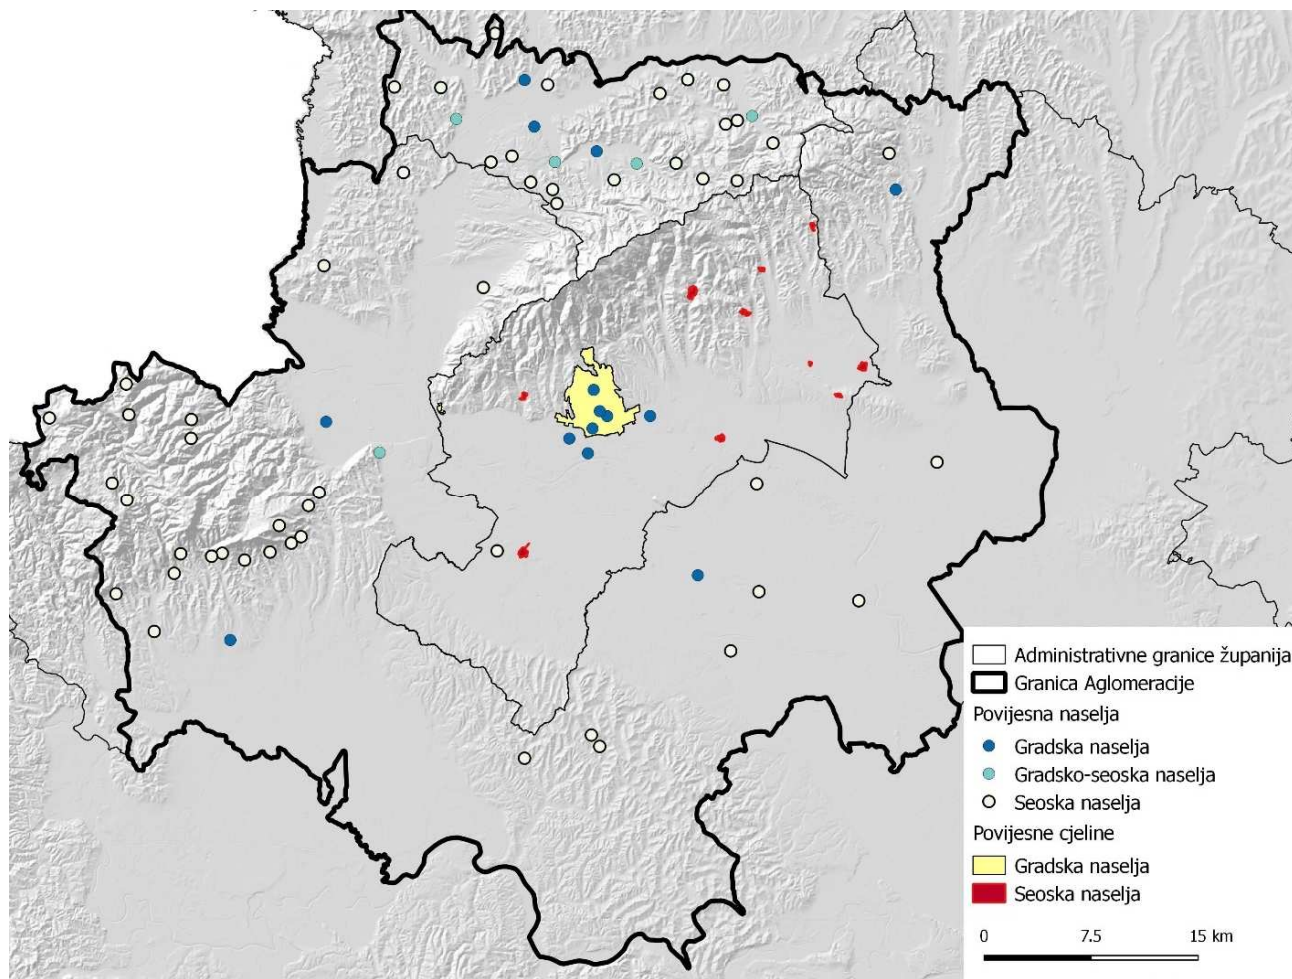 Administrativne granice županija
Granica Aglomeracije
Povijesna naselja
Gradska naselja
Gradsko-seoska naselja
Seoska naselja
Povijesne cjeline
Gradska naselja
Seoska naselja
0 7.5 15 km